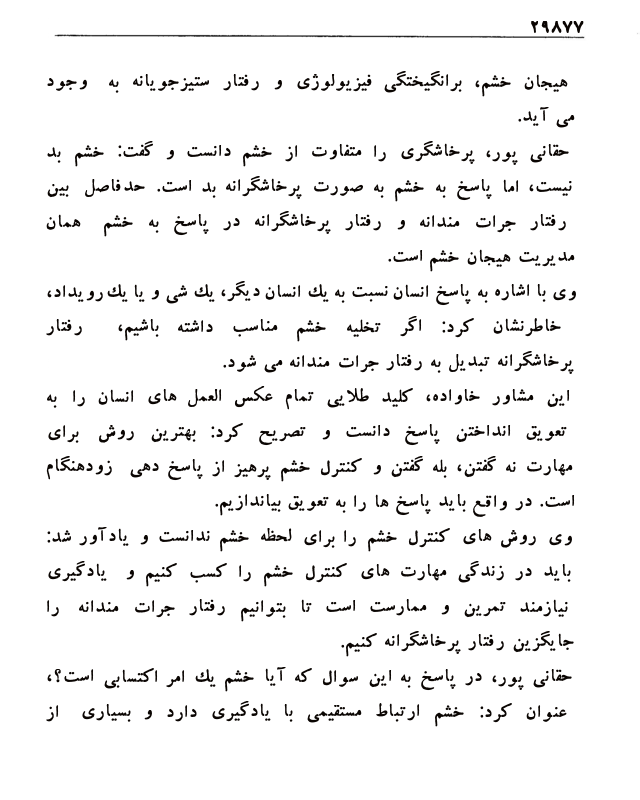 ۲۹۸۷۷
هیجان خشم، برانگیختگی فیزیولوژی و رفتار ستیزجویانه به وجود
می آید.
حقانی پور، پرخاشگری را متفاوت از خشم دانست و گفت: خشم بد
نیست، اما پاسخ به خشم به صورت پرخاشگرانه بد است. حدفاصل بین
رفتار جرات مندانه و رفتار پرخاشگرانه در پاسخ به خشم همان
مدیریت هیجان خشم است.
وی با اشاره به پاسخ انسان نسبت به یك انسان دیگر، یك شی و یا یك رویداد،
خاطرنشان کرد: اگر تخلیه خشم مناسب داشته باشیم، رفتار
پرخاشگرانه تبدیل به رفتار جرات مندانه می شود.
این مشاور خاواده، کلید طلایی تمام عکس العمل های انسان را به
تعویق انداختن پاسخ دانست و تصریح کرد: بهترین روش برای
مهارت نه گفتن، بله گفتن و کنترل خشم پرهیز از پاسخ دهی زودهنگام
است. در واقع باید پاسخ ها را به تعویق بیاندازیم.
وی روش های کنترل خشم را برای لحظه خشم ندانست و یادآور شد:
باید در زندگی مهارت های کنترل خشم را کسب کنیم و یادگیری
نیازمند تمرین و ممارست است تا بتوانیم رفتار جرات مندانه را
جایگزین رفتار پرخاشگرانه کنیم.
حقانی پور، در پاسخ به این سوال که آیا خشم یك امر اکتسابی است؟،
عنوان کرد: خشم ارتباط مستقیمی با یادگیری دارد و بسیاری از